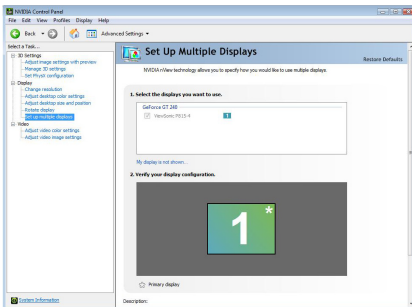 NVIDIA Control Panel
File Edit View Profiles Display Help
Back Advanced Settings
Select a Task...
3D Settings
Adjust image settings with preview
Manage 3D settings
Set PhysX configuration
Display
Change resolution
Adjust desktop color settings
Adjust desktop size and position
Rotate display
Set up multiple displays
Video
Adjust video color settings
Adjust video image settings
System Information
Set Up Multiple Displays
Restore Defaults
NVIDIA nView technology allows you to specify how you would like to use multiple displays.
1. Select the displays you want to use.
GeForce GT 240
1
My display is not shown...
2. Verify your display configuration.
1
*
Primary display
Description: